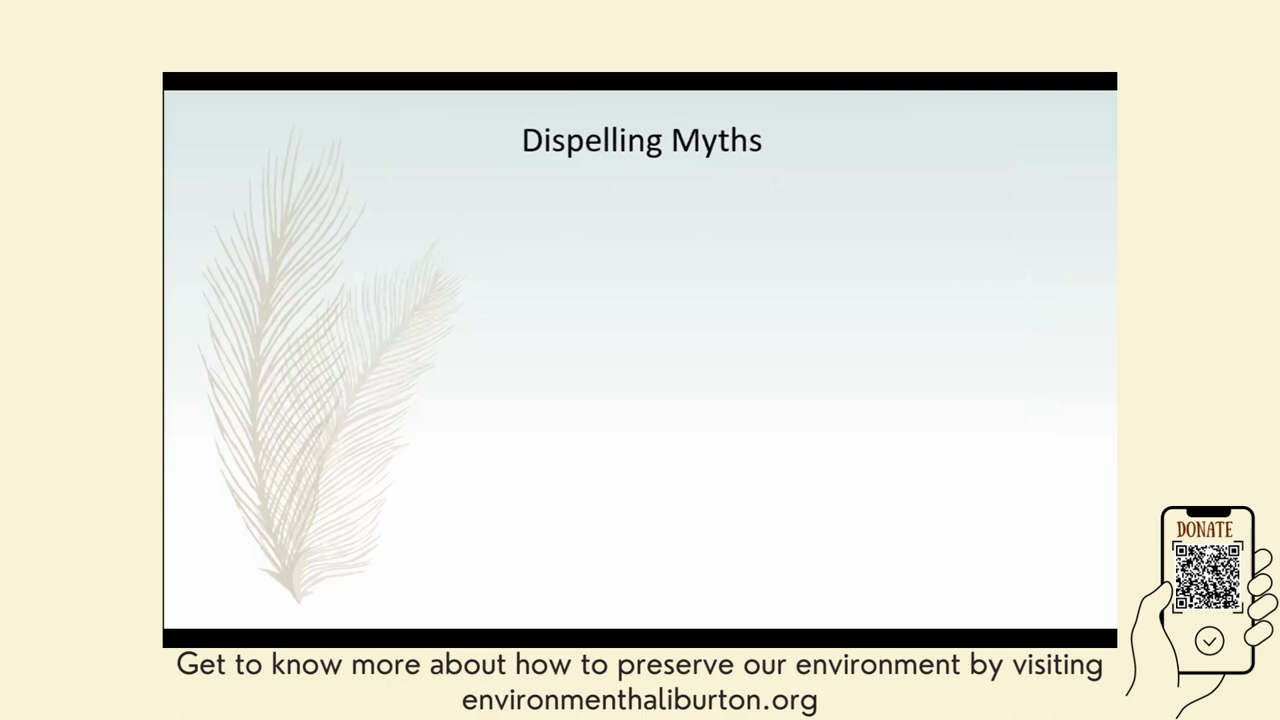 Dispelling Myths
DONATE
Get to know more about how to preserve our environment by visiting
environmenthaliburton.org